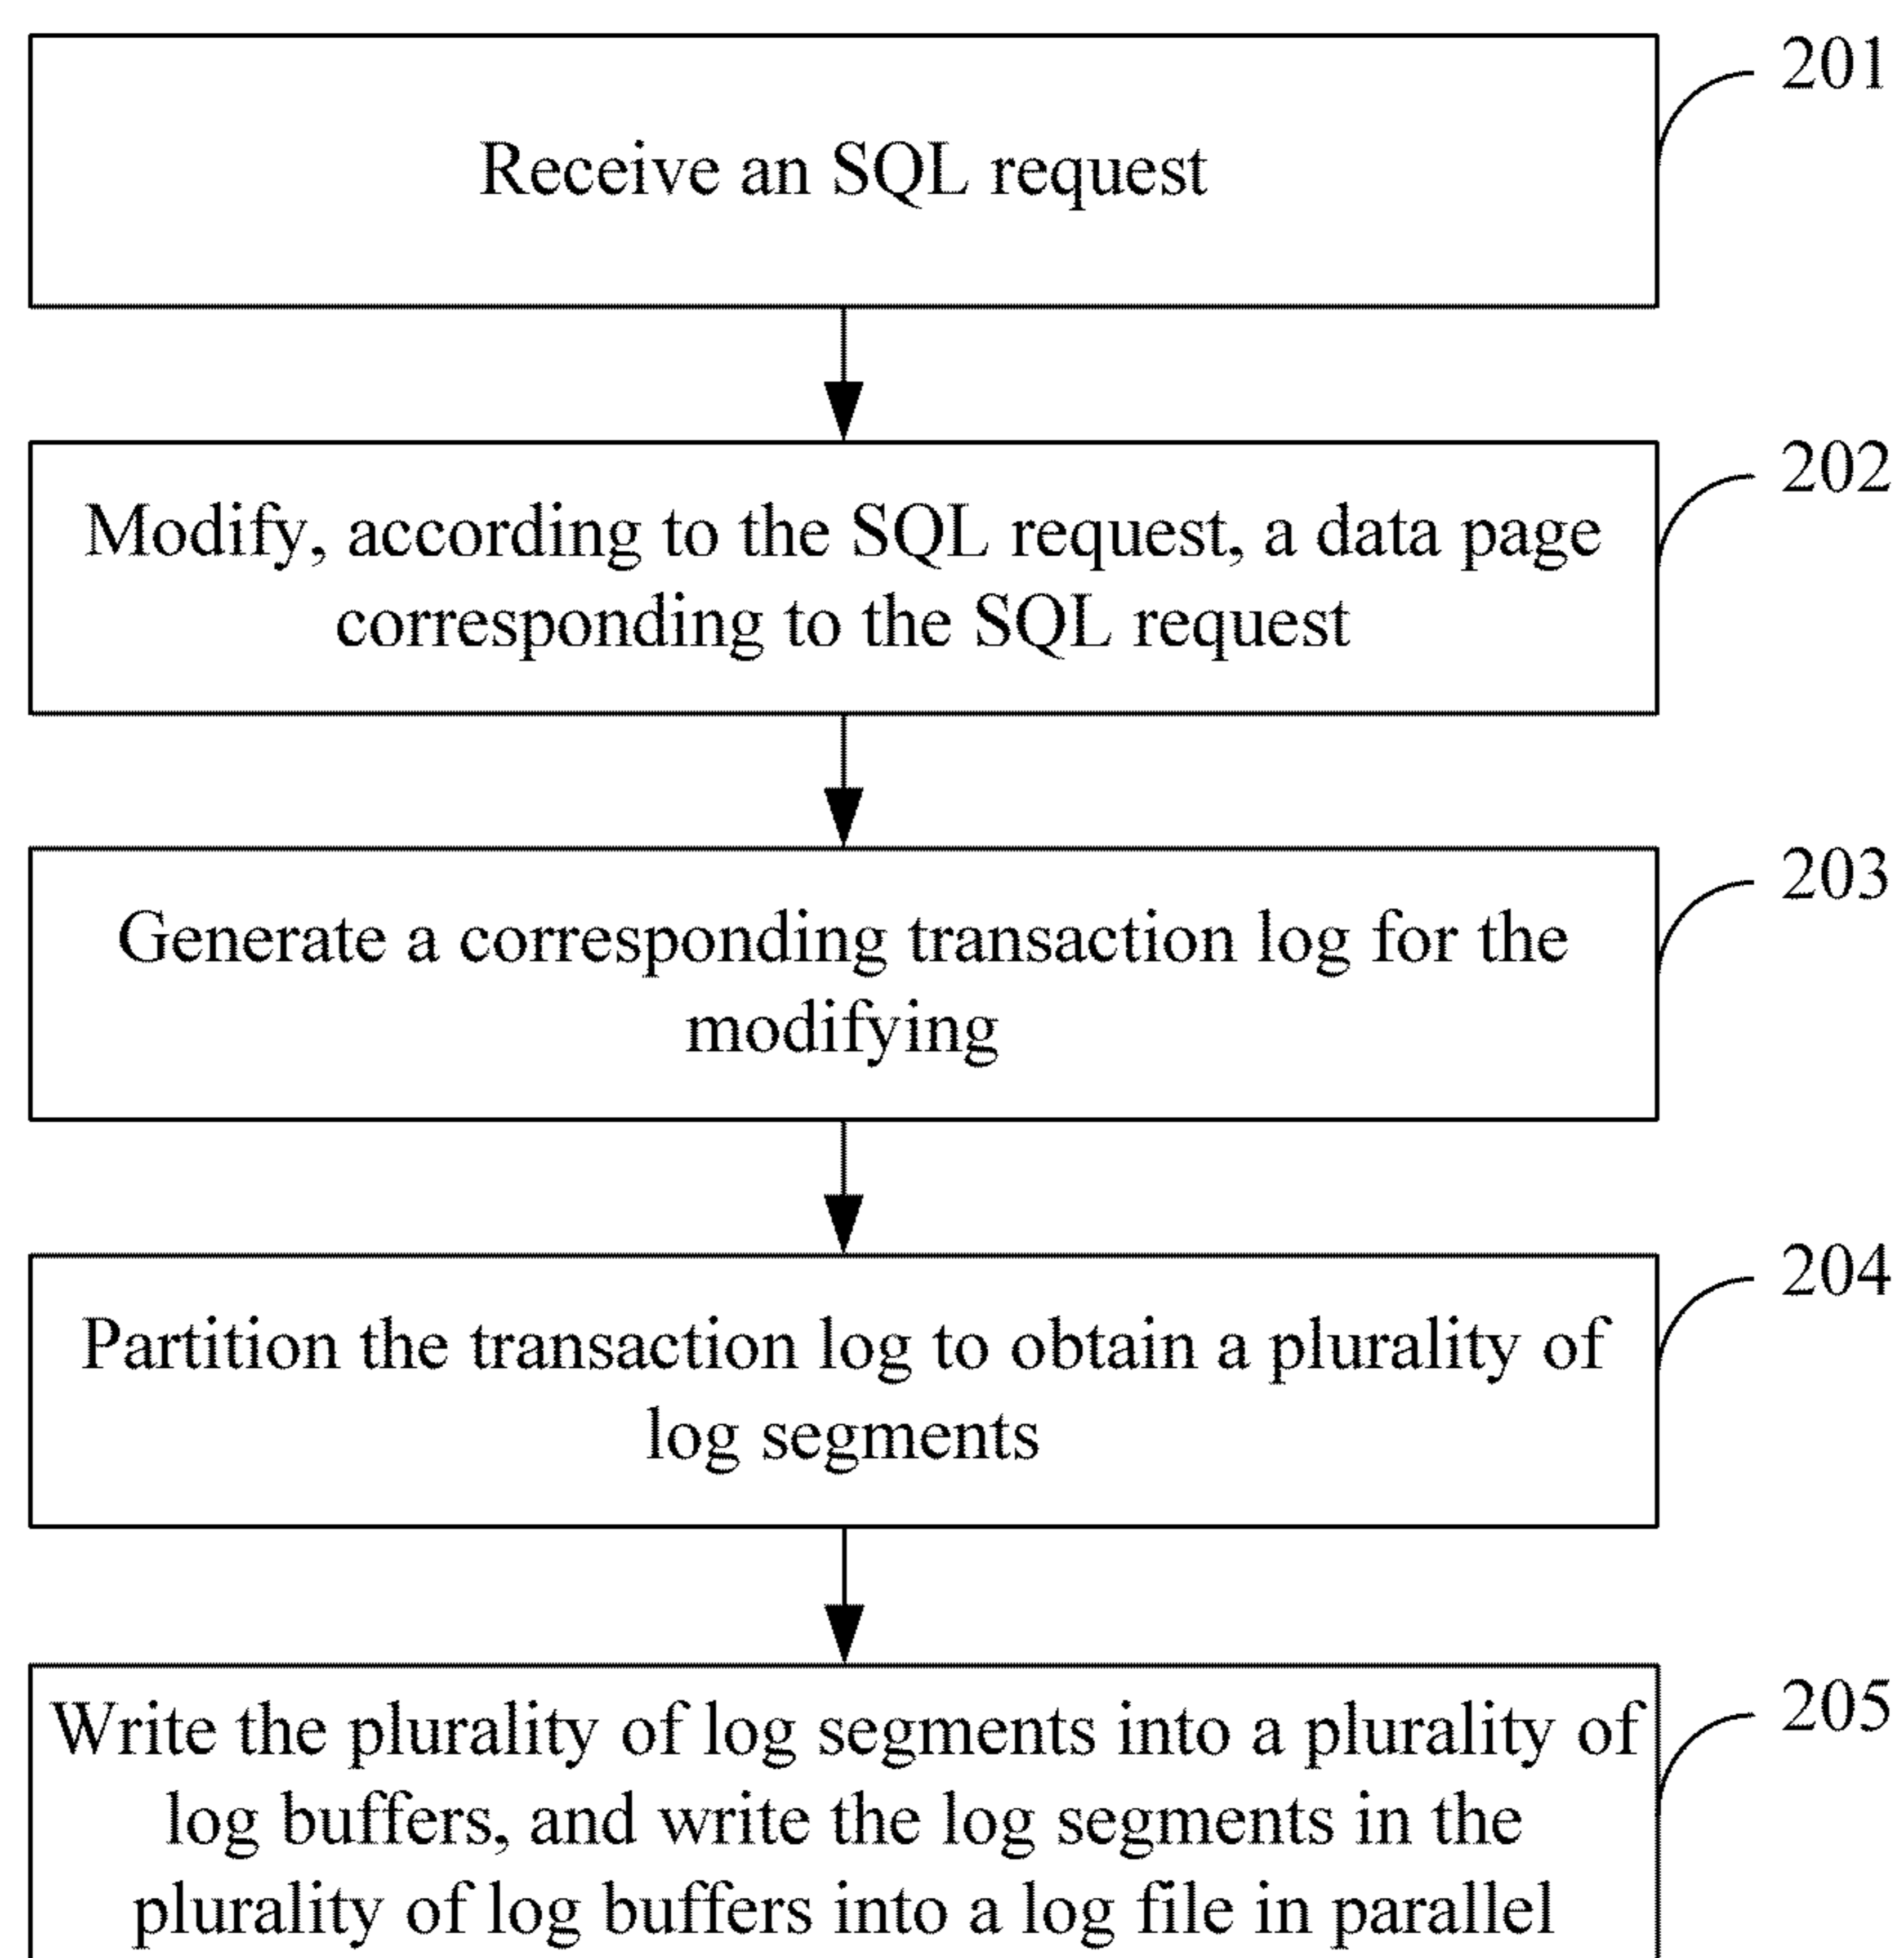 201
Receive an SQL request
202
Modify, according to the SQL request, a data page
corresponding to the SQL request
203
Generate a corresponding transaction log for the
modifying
204
Partition the transaction log to obtain a plurality of
log segments
205
Write the plurality of log segments into a plurality of
log buffers, and write the log segments in the
plurality of log buffers into a log file in parallel